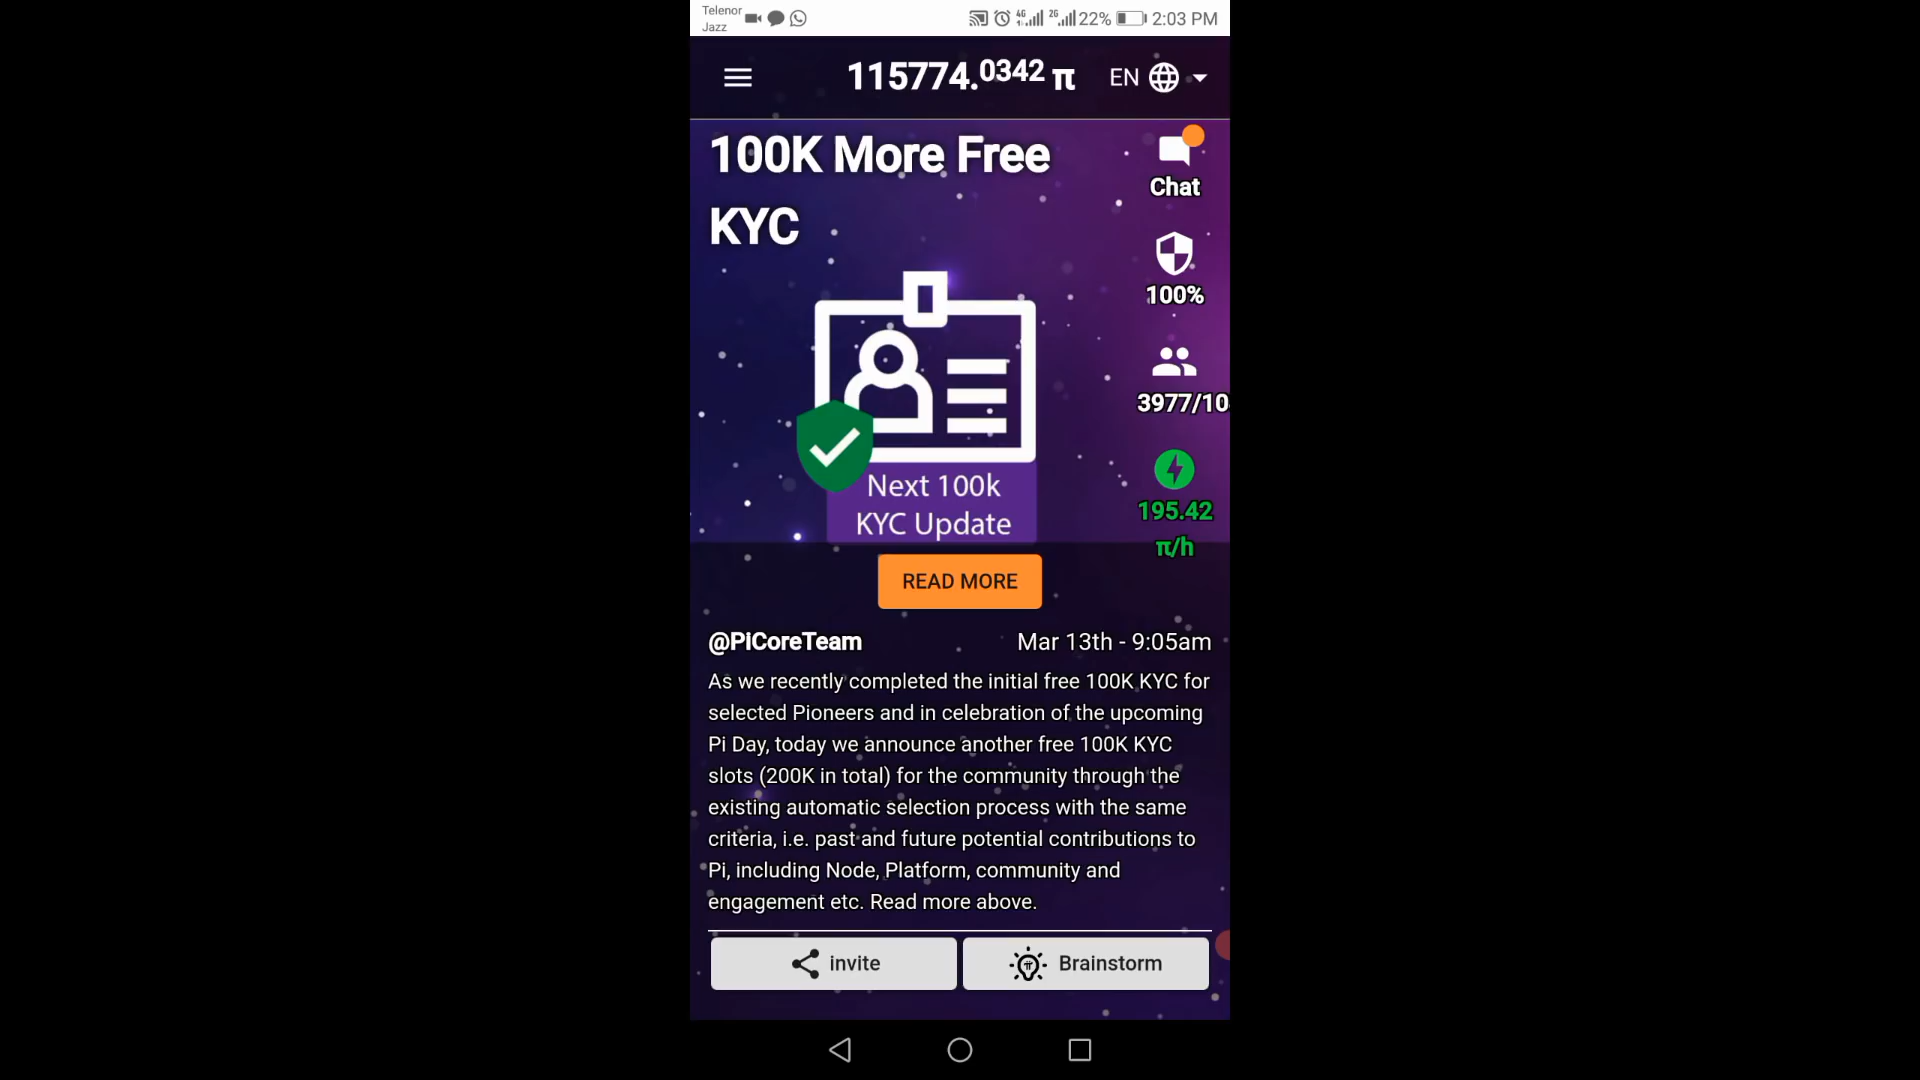 Telenor
Jazz
4G
2G
22%
2:03 PM
115774.0342 π
EN
100K More Free
KYC
Chat
100%
3977/10
195.42
π/h
Next 100k
KYC Update
READ MORE
@PiCoreTeam
Mar 13th - 9:05am
As we recently completed the initial free 100K KYC for
selected Pioneers and in celebration of the upcoming
Pi Day, today we announce another free 100K KYC
slots (200K in total) for the community through the
existing automatic selection process with the same
criteria, i.e. past and future potential contributions to
Pi, including Node, Platform, community and
engagement etc. Read more above.
invite
Brainstorm